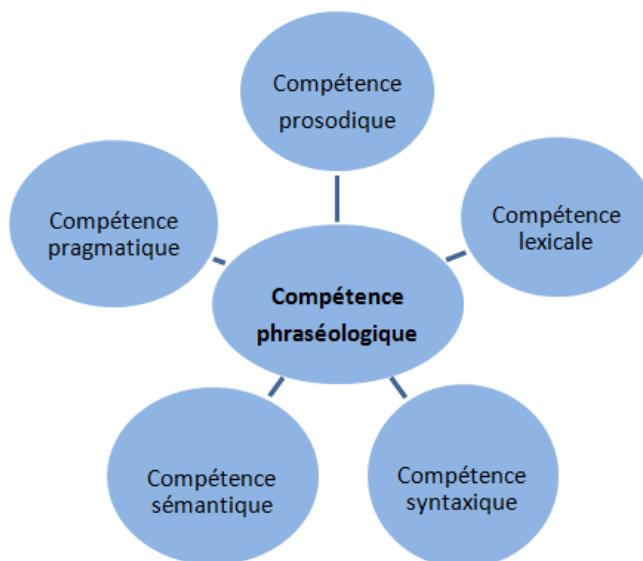 Compétence
prosodique
Compétence
lexicale
Compétence
pragmatique
Compétence
phraséologique
Compétence
syntaxique
Compétence
sémantique